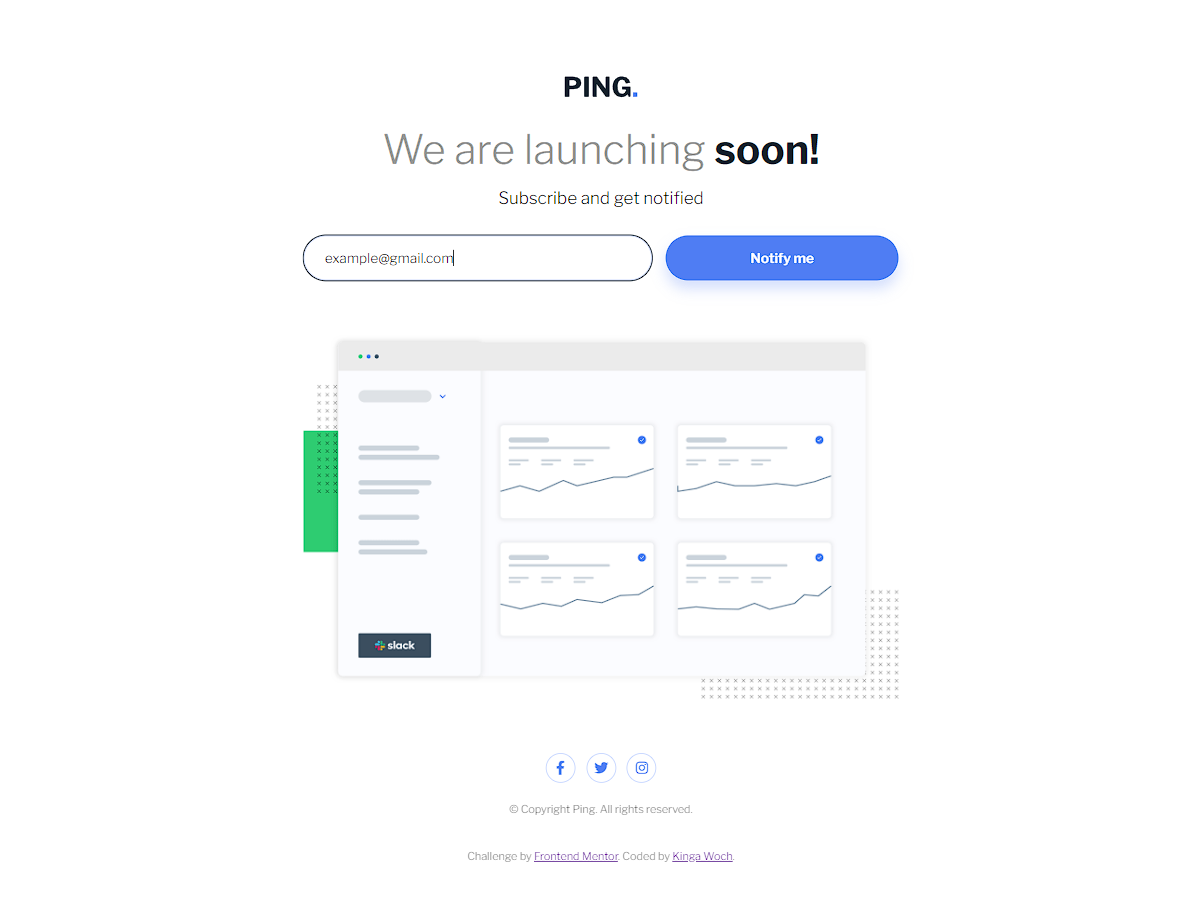 PING.
We are launching soon!
Subscribe and get notified
example@gmail.com
Notify me
slack
© Copyright Ping. All rights reserved.
Challenge by Frontend Mentor. Coded by Kinga Woch.